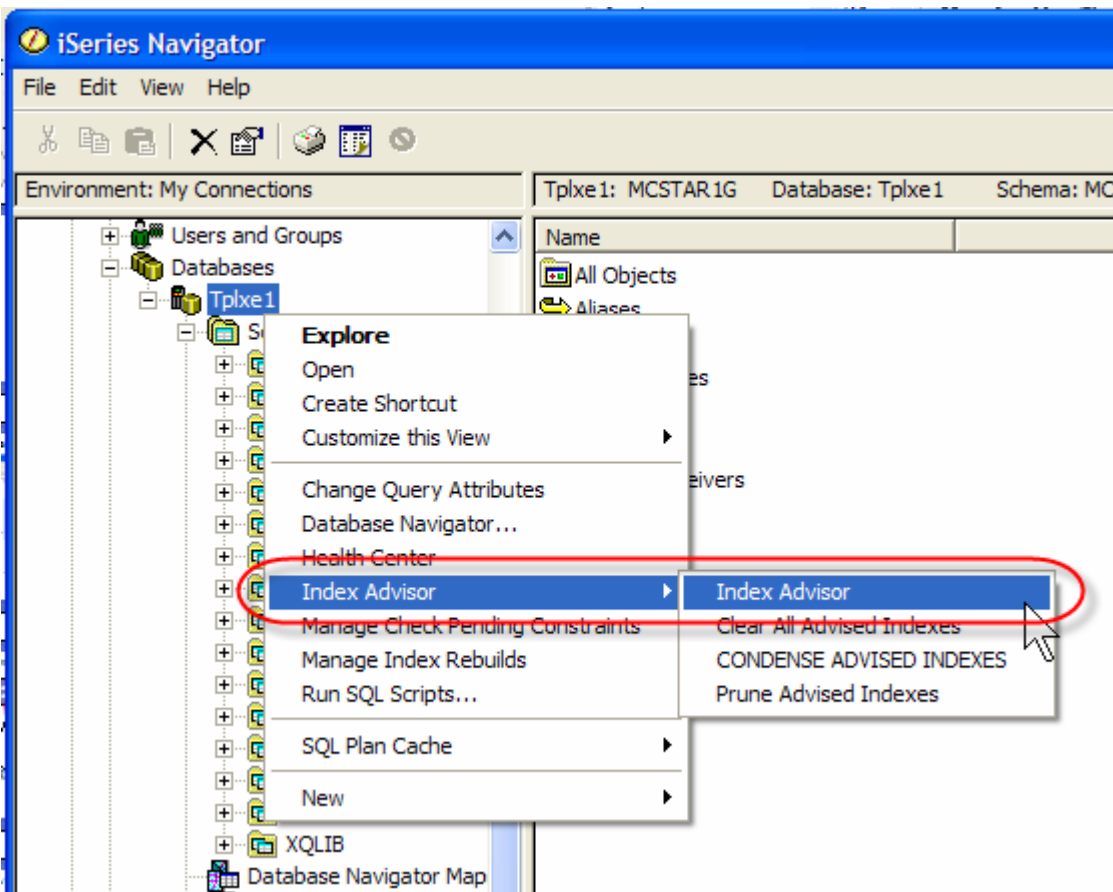 iSeries Navigator
File Edit View Help
Environment: My Connections
Tplxe1: MCSTAR1G Database: Tplxe1 Schema: MC
Users and Groups
Databases
Tplxe1
Name
All Objects
Aliases
es
eivers
Explore
Open
Create Shortcut
Customize this View
Change Query Attributes
Database Navigator...
Health Center
Index Advisor
Manage Check Pending Constraints
Manage Index Rebuilds
Run SQL Scripts...
SQL Plan Cache
New
Index Advisor
Clear All Advised Indexes
CONDENSE ADVISED INDEXES
Prune Advised Indexes
XQLIB
Database Navigator Map